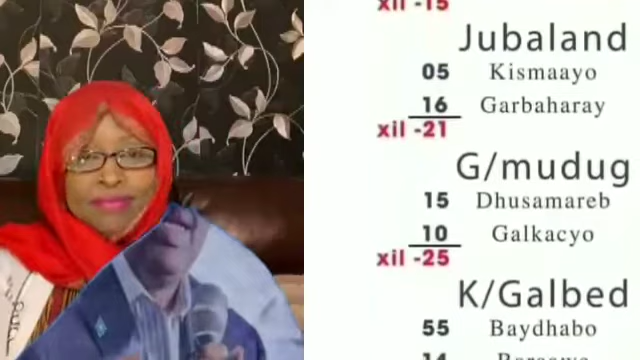 xil -15
Jubaland
05 Kismaayo
16 Garbaharay
xil -21
G/mudug
15 Dhusamareb
10 Galkacyo
xil -25
K/Galbed
55 Baydhabo
14